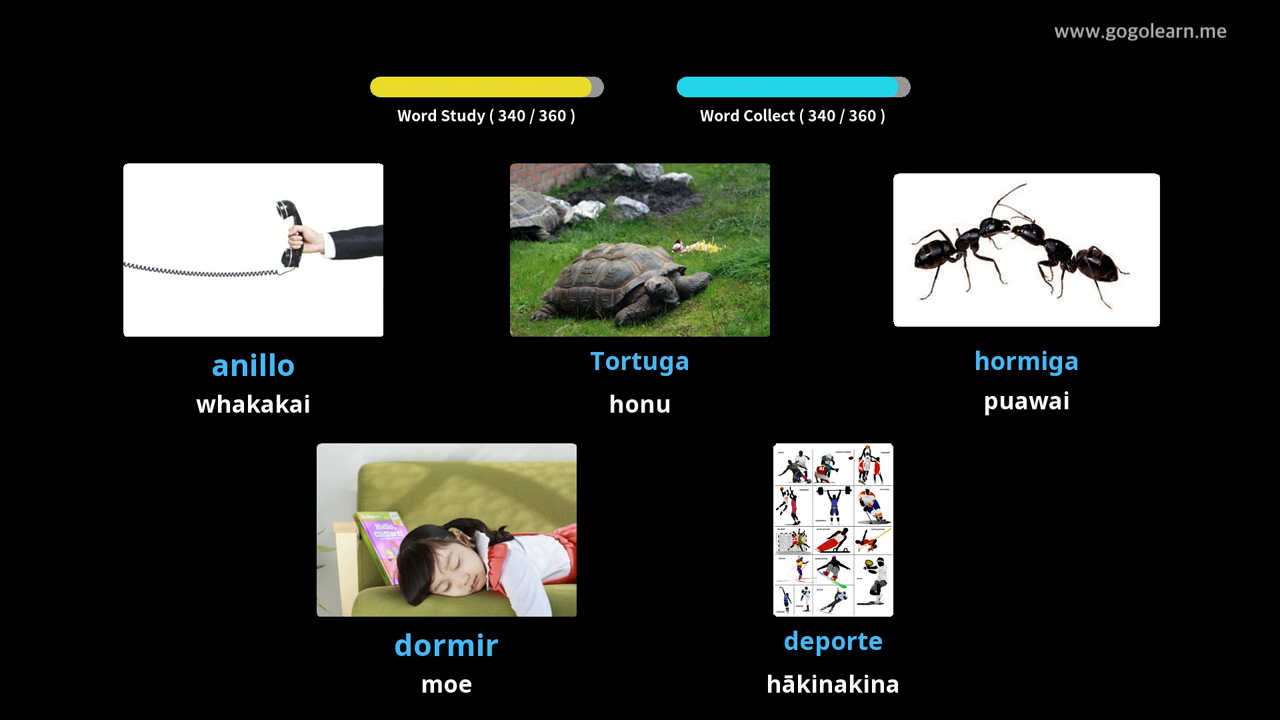 www.gogolearn.me
Word Study ( 340 / 360 )
Word Collect ( 340 / 360 )
anillo
whakakai
Tortuga
honu
hormiga
puawai
Hello,
dormir
moe
deporte
hākinakina